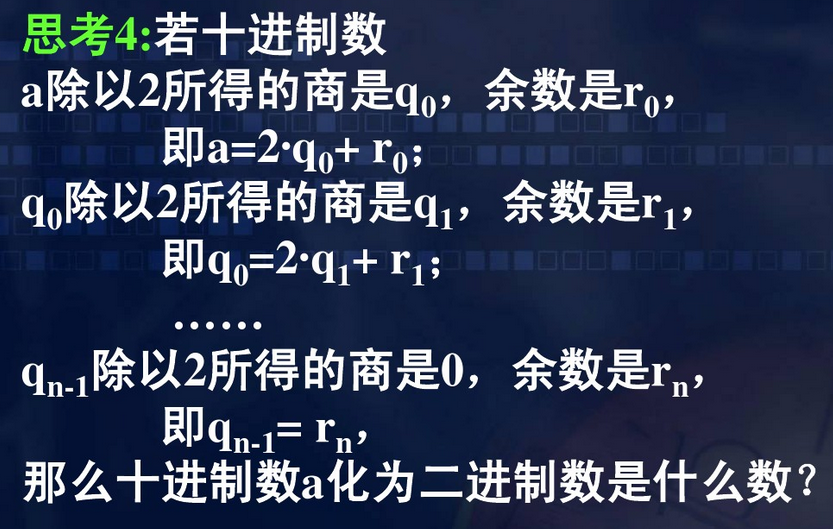 思考4:若十进制数
a除以2所得的商是q₀，余数是r₀，
即a=2·q₀+ r₀；
q₀除以2所得的商是q₁，余数是r₁，
即q₀=2·q₁+ r₁；
……
qₙ₋₁除以2所得的商是0，余数是rₙ，
即qₙ₋₁= rₙ，
那么十进制数a化为二进制数是什么数？